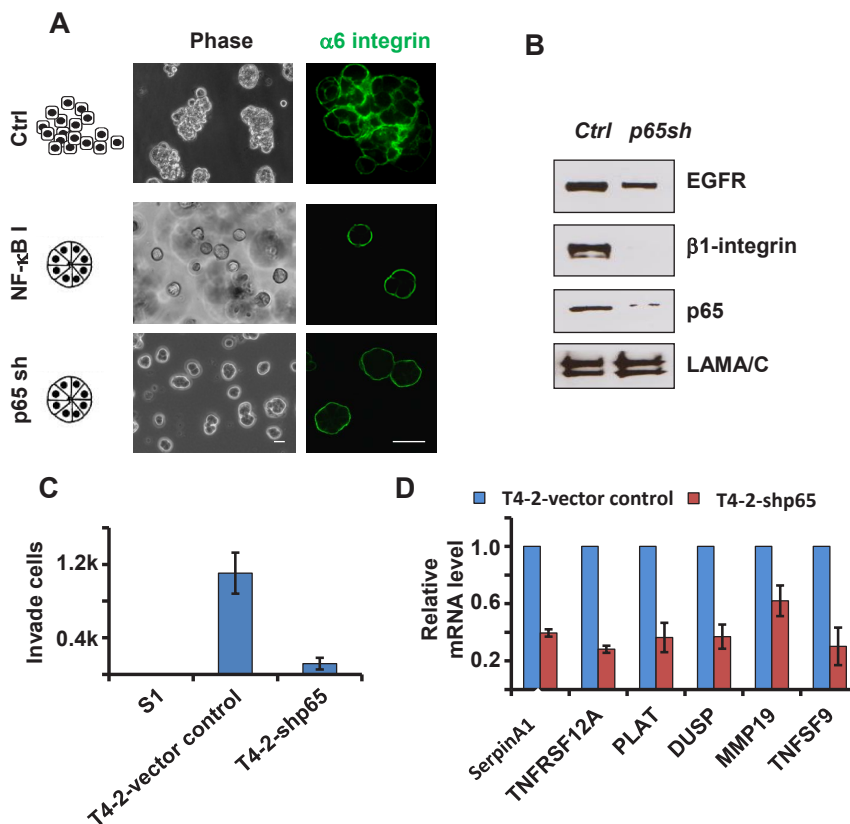 A
Phase
α6 integrin
Ctrl
NF-κB I
p65 sh
B
Ctrl p65sh
EGFR
β1-integrin
p65
LAMA/C
C
Invade cells
1.2k
0.4k
S1
T4-2-vector control
T4-2-shp65
D
T4-2-vector control
T4-2-shp65
Relative
mRNA level
1.0
0.6
0.2
SerpinA1
TNFRSF12A
PLAT
DUSP
MMP19
TNFSF9